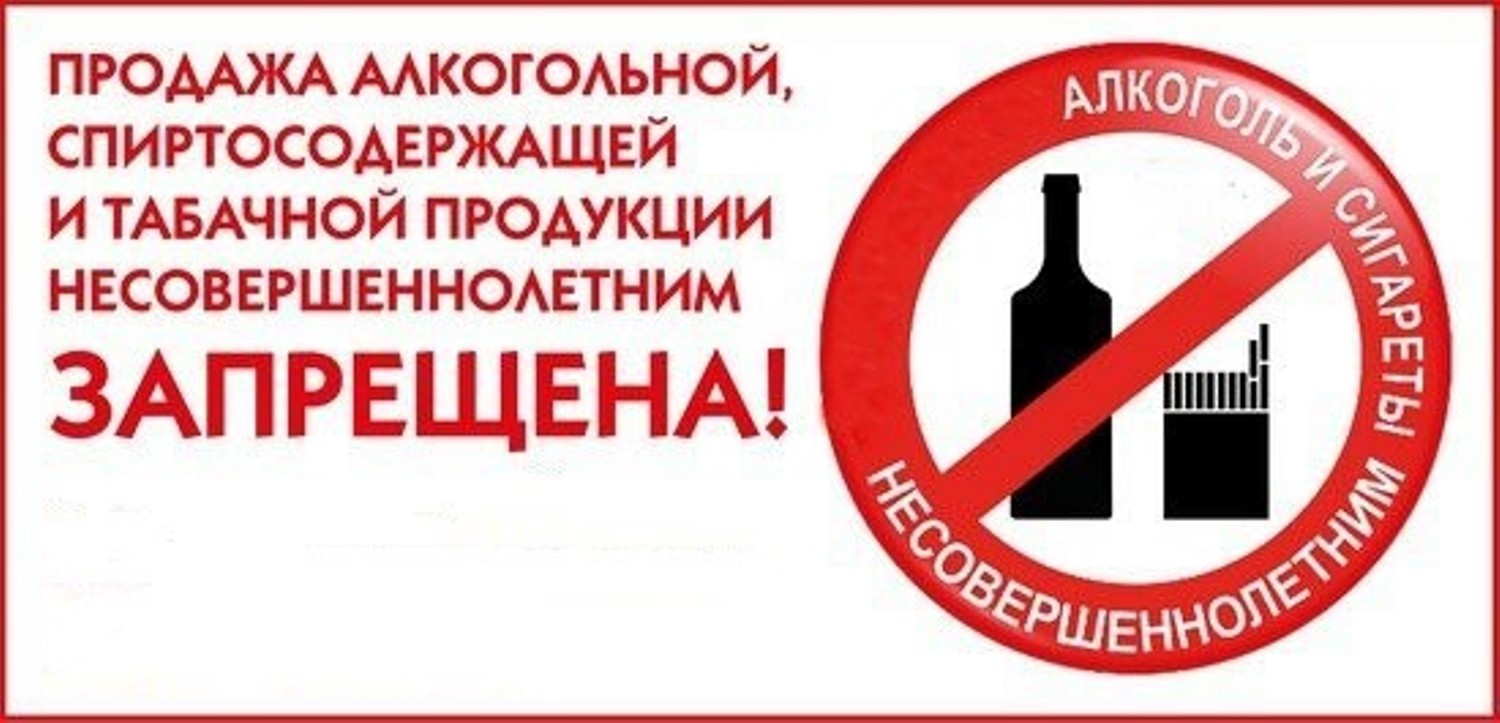 ПРОДАЖА АЛКОГОЛЬНОЙ,
СПИРТОСОДЕРЖАЩЕЙ
И ТАБАЧНОЙ ПРОДУКЦИИ
НЕСОВЕРШЕННОЛЕТНИМ
ЗАПРЕЩЕНА!
АЛКОГОЛЬ И СИГАРЕТЫ
НЕСОВЕРШЕННОЛЕТНИМ